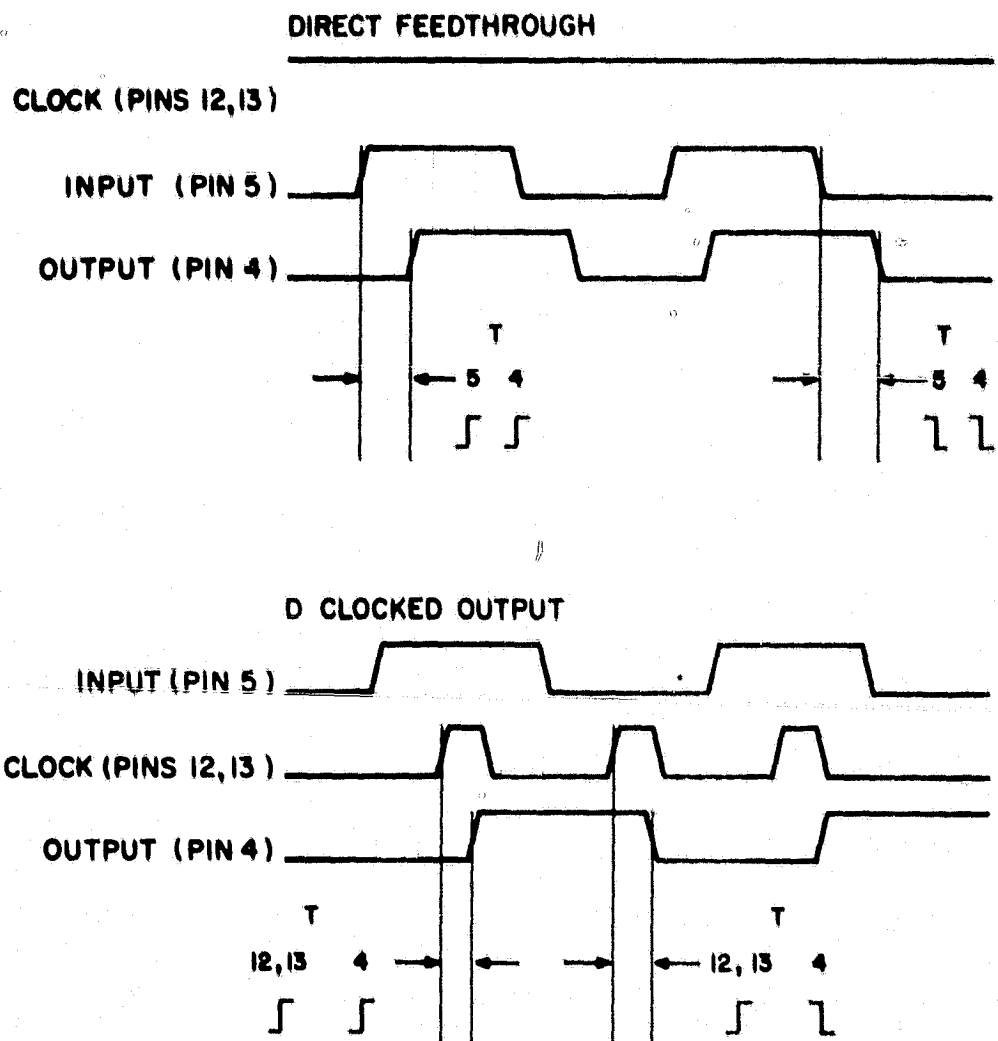 DIRECT FEEDTHROUGH
CLOCK (PINS 12,13)
INPUT (PIN 5)
OUTPUT (PIN 4)
T T
5 4 5 4
D CLOCKED OUTPUT
INPUT (PIN 5)
CLOCK (PINS 12,13)
OUTPUT (PIN 4)
T T
12,13 4 12,13 4